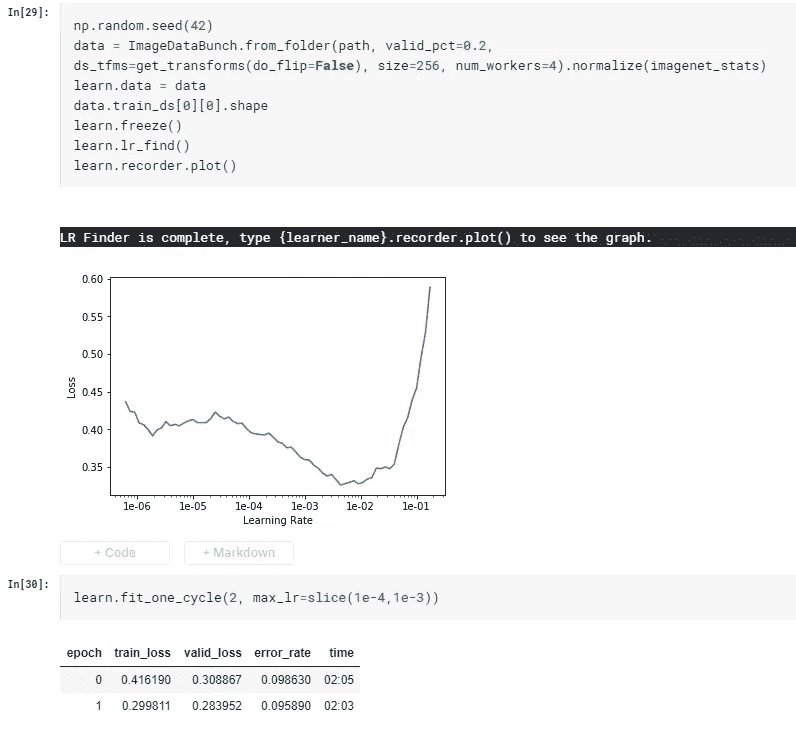 In[29]:
np.random.seed(42)
data = ImageDataBunch.from_folder(path, valid_pct=0.2,
ds_tfms=get_transforms(do_flip=False), size=256, num_workers=4).normalize(imagenet_stats)
learn.data = data
data.train_ds[0][0].shape
learn.freeze()
learn.lr_find()
learn.recorder.plot()
LR Finder is complete, type {learner_name}.recorder.plot() to see the graph.
0.60
0.55
0.50
0.45
0.40
0.35
Loss
1e-06 1e-05 1e-04 1e-03 1e-02 1e-01
Learning Rate
+ Code + Markdown
In[30]:
learn.fit_one_cycle(2, max_lr=slice(1e-4,1e-3))
epoch train_loss valid_loss error_rate time
0 0.416190 0.308867 0.098630 02:05
1 0.299811 0.283952 0.095890 02:03